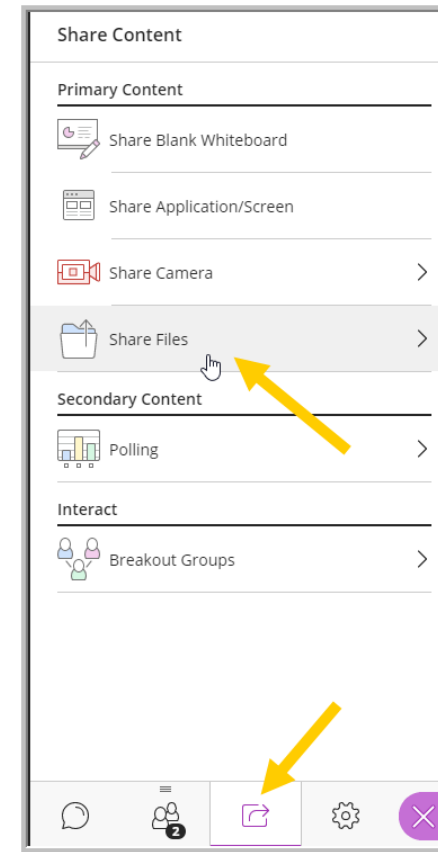 Share Content
Primary Content
Share Blank Whiteboard
Share Application/Screen
Share Camera
Share Files
Secondary Content
Polling
Interact
Breakout Groups
2